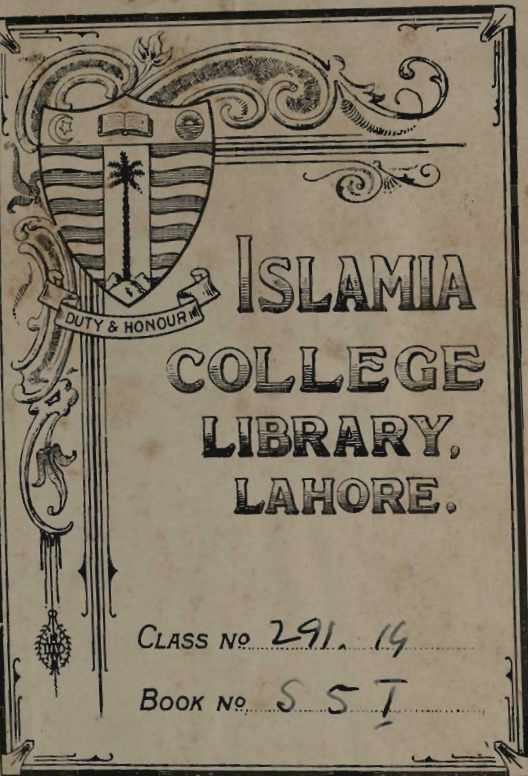 DUTY & HONOUR
ISLAMIA
COLLEGE
LIBRARY,
LAHORE.
CLASS Nº 291.14
BOOK Nº S 5 I